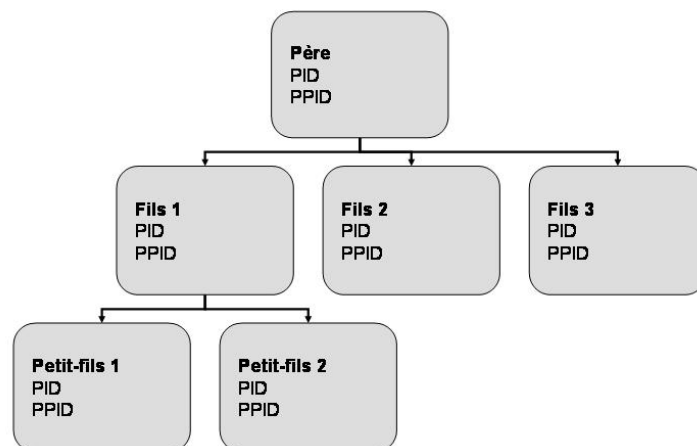 Père
PID
PPID
Fils 1
PID
PPID
Fils 2
PID
PPID
Fils 3
PID
PPID
Petit-fils 1
PID
PPID
Petit-fils 2
PID
PPID